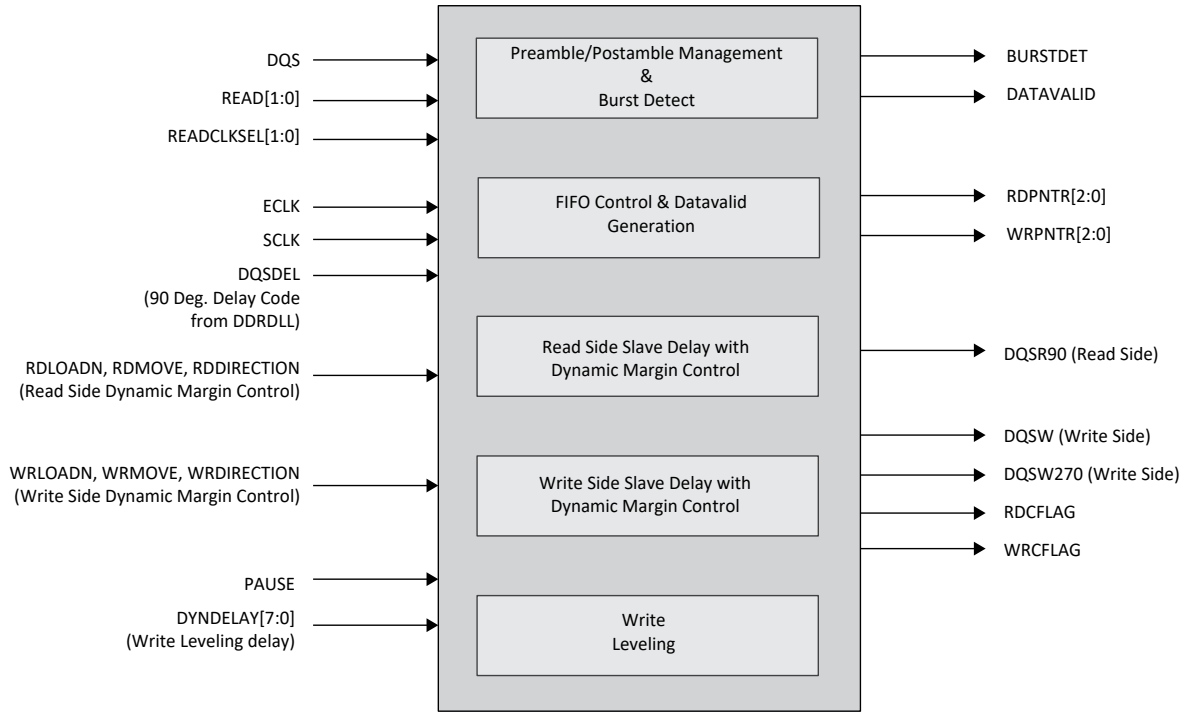 DQS
READ[1:0]
READCLKSEL[1:0]
ECLK
SCLK
DQSDEL
(90 Deg. Delay Code
from DDRDLL)
RDLOADN, RDMOVE, RDDIRECTION
(Read Side Dynamic Margin Control)
WRLOADN, WRMOVE, WRDIRECTION
(Write Side Dynamic Margin Control)
PAUSE
DYNDELAY[7:0]
(Write Leveling delay)
Preamble/Postamble Management
&
Burst Detect
FIFO Control & Datavalid
Generation
Read Side Slave Delay with
Dynamic Margin Control
Write Side Slave Delay with
Dynamic Margin Control
Write
Leveling
BURSTDET
DATAVALID
RDPNTR[2:0]
WRPNTR[2:0]
DQSR90 (Read Side)
DQSW (Write Side)
DQSW270 (Write Side)
RDCFLAG
WRCFLAG